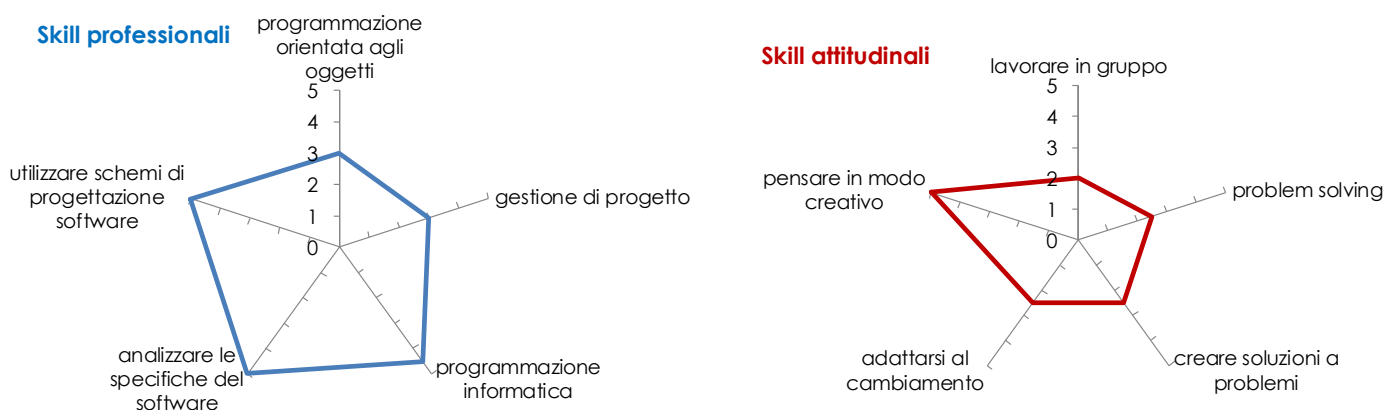 Skill professionali
programmazione
orientata agli
oggetti
5
4
3
2
1
0
gestione di progetto
programmazione
informatica
analizzare le
specifiche del
software
utilizzare schemi di
progettazione
software
Skill attitudinali
lavorare in gruppo
5
4
3
2
1
0
problem solving
creare soluzioni a
problemi
adattarsi al
cambiamento
pensare in modo
creativo